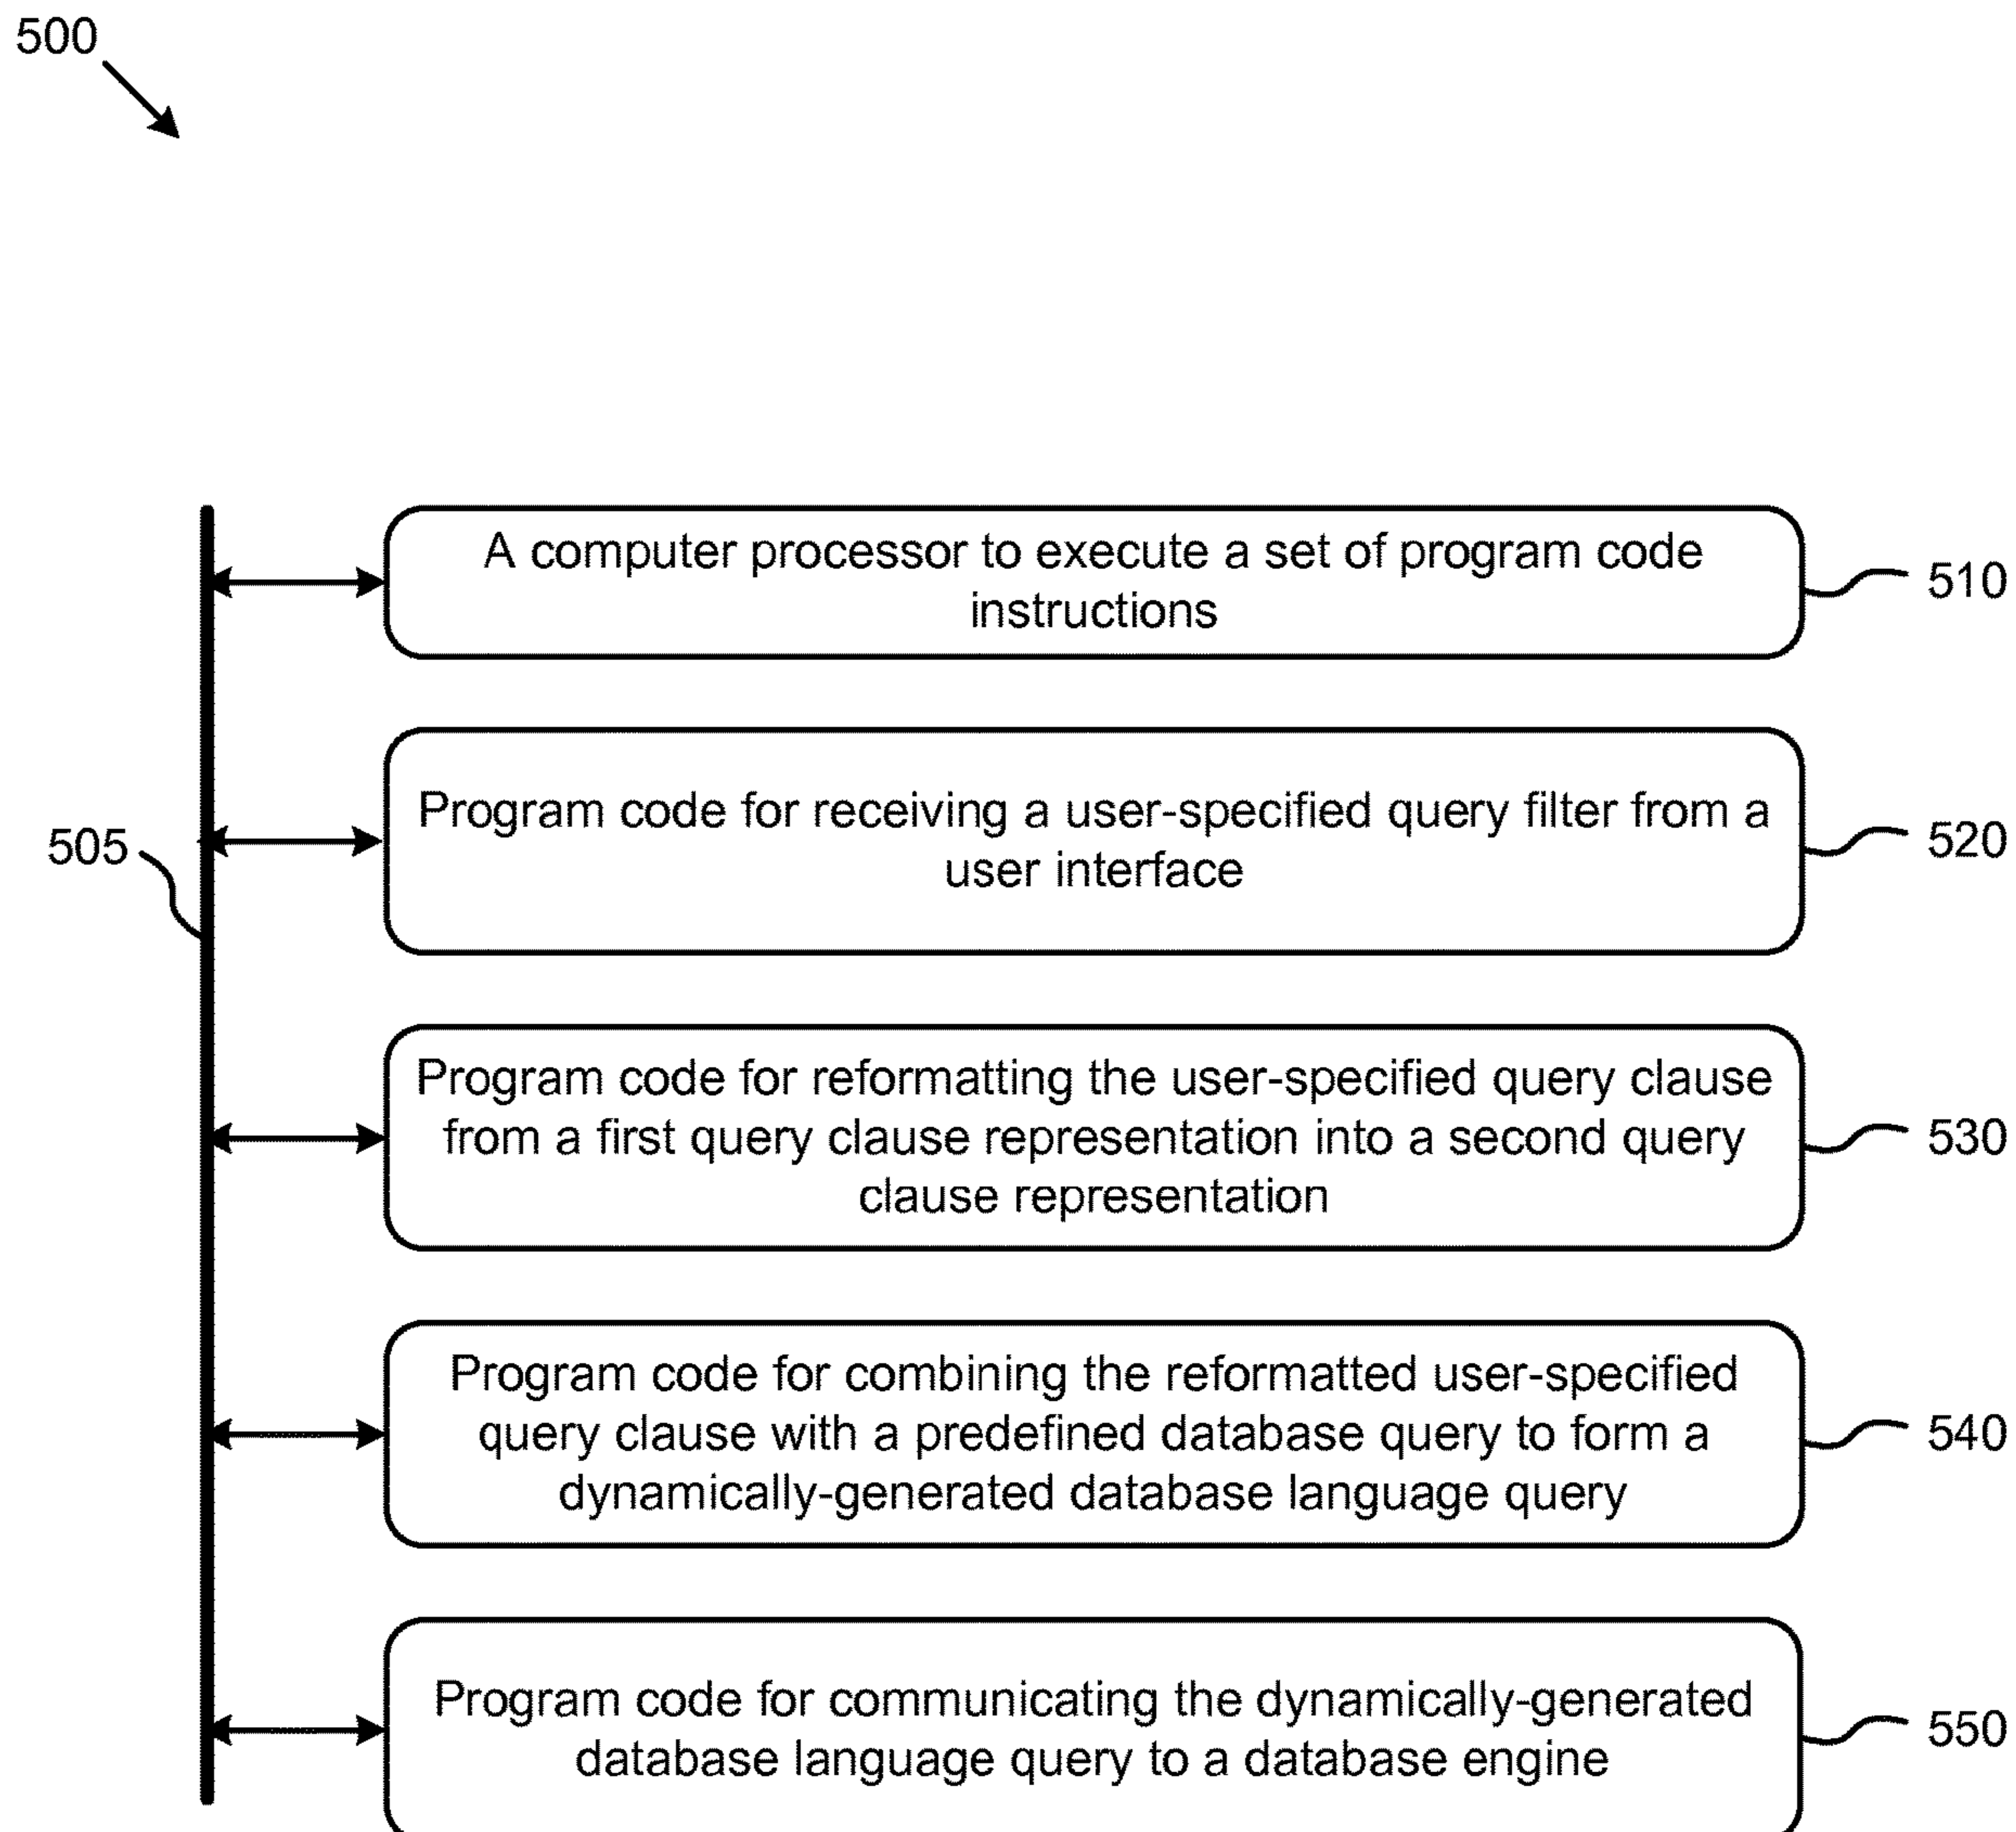 500
A computer processor to execute a set of program code
instructions
510
Program code for receiving a user-specified query filter from a
user interface
520
505
Program code for reformatting the user-specified query clause
from a first query clause representation into a second query
clause representation
530
Program code for combining the reformatted user-specified
query clause with a predefined database query to form a
dynamically-generated database language query
540
Program code for communicating the dynamically-generated
database language query to a database engine
550